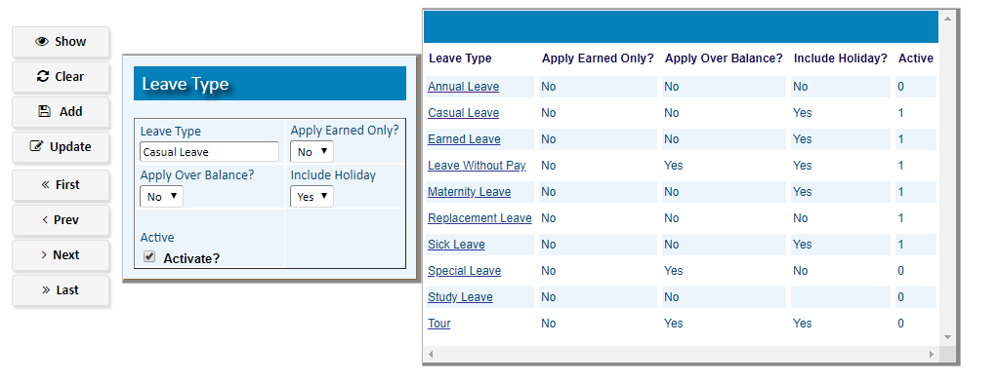 Show
Clear
Add
Update
First
Prev
Next
Last
Leave Type
Leave Type Apply Earned Only?
Casual Leave No
Apply Over Balance? Include Holiday
No Yes
Active
Activate?
Leave Type Apply Earned Only? Apply Over Balance? Include Holiday? Active
Annual Leave No No No 0
Casual Leave No No Yes 1
Earned Leave No No Yes 1
Leave Without Pay No Yes Yes 1
Maternity Leave No No Yes 1
Replacement Leave No No No 1
Sick Leave No No Yes 1
Special Leave No Yes No 0
Study Leave No No 0
Tour No Yes Yes 0